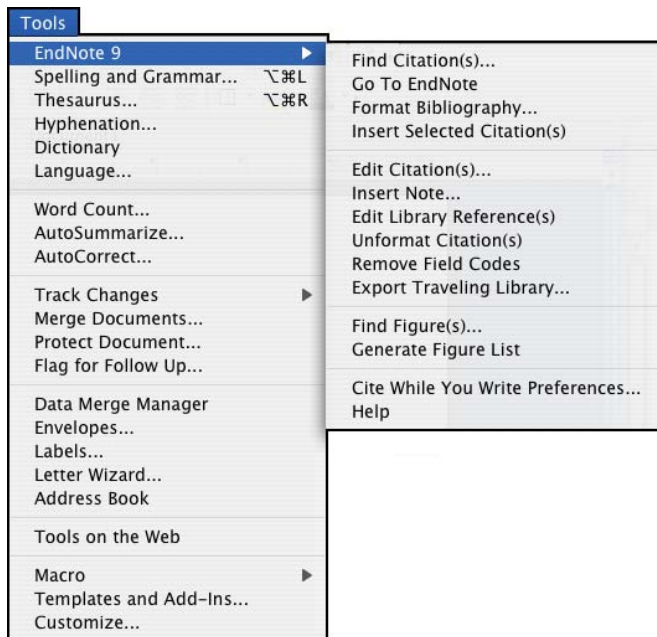 Tools
EndNote 9
Spelling and Grammar... ⌥⌘L
Thesaurus... ⌥⌘R
Hyphenation...
Dictionary
Language...
Word Count...
AutoSummarize...
AutoCorrect...
Track Changes
Merge Documents...
Protect Document...
Flag for Follow Up...
Data Merge Manager
Envelopes...
Labels...
Letter Wizard...
Address Book
Tools on the Web
Macro
Templates and Add-Ins...
Customize...
Find Citation(s)...
Go To EndNote
Format Bibliography...
Insert Selected Citation(s)
Edit Citation(s)...
Insert Note...
Edit Library Reference(s)
Unformat Citation(s)
Remove Field Codes
Export Traveling Library...
Find Figure(s)...
Generate Figure List
Cite While You Write Preferences...
Help